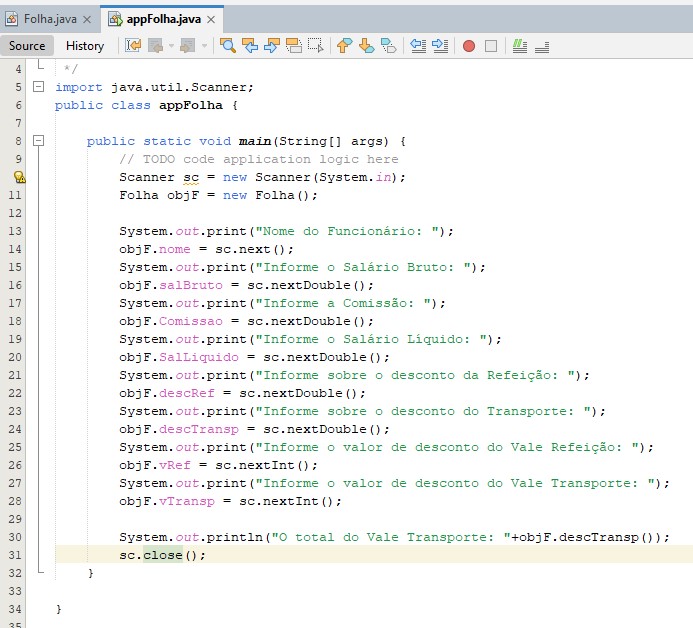 Folha.java × appFolha.java ×
Source History
4 */
5 import java.util.Scanner;
6 public class appFolha {
7
8 public static void main(String[] args) {
9 // TODO code application logic here
Scanner sc = new Scanner(System.in);
11 Folha objF = new Folha();
12
13 System.out.print("Nome do Funcionário: ");
14 objF.nome = sc.next();
15 System.out.print("Informe o Salário Bruto: ");
16 objF.salBruto = sc.nextDouble();
17 System.out.print("Informe a Comissão: ");
18 objF.Comissao = sc.nextDouble();
19 System.out.print("Informe o Salário Líquido: ");
20 objF.SalLiquido = sc.nextDouble();
21 System.out.print("Informe sobre o desconto da Refeição: ");
22 objF.descRef = sc.nextDouble();
23 System.out.print("Informe sobre o desconto do Transporte: ");
24 objF.descTransp = sc.nextDouble();
25 System.out.print("Informe o valor de desconto do Vale Refeição: ");
26 objF.vRef = sc.nextInt();
27 System.out.print("Informe o valor de desconto do Vale Transporte: ");
28 objF.vTransp = sc.nextInt();
29
30 System.out.println("O total do Vale Transporte: "+objF.descTransp());
31 sc.close();
32 }
33
34 }
35